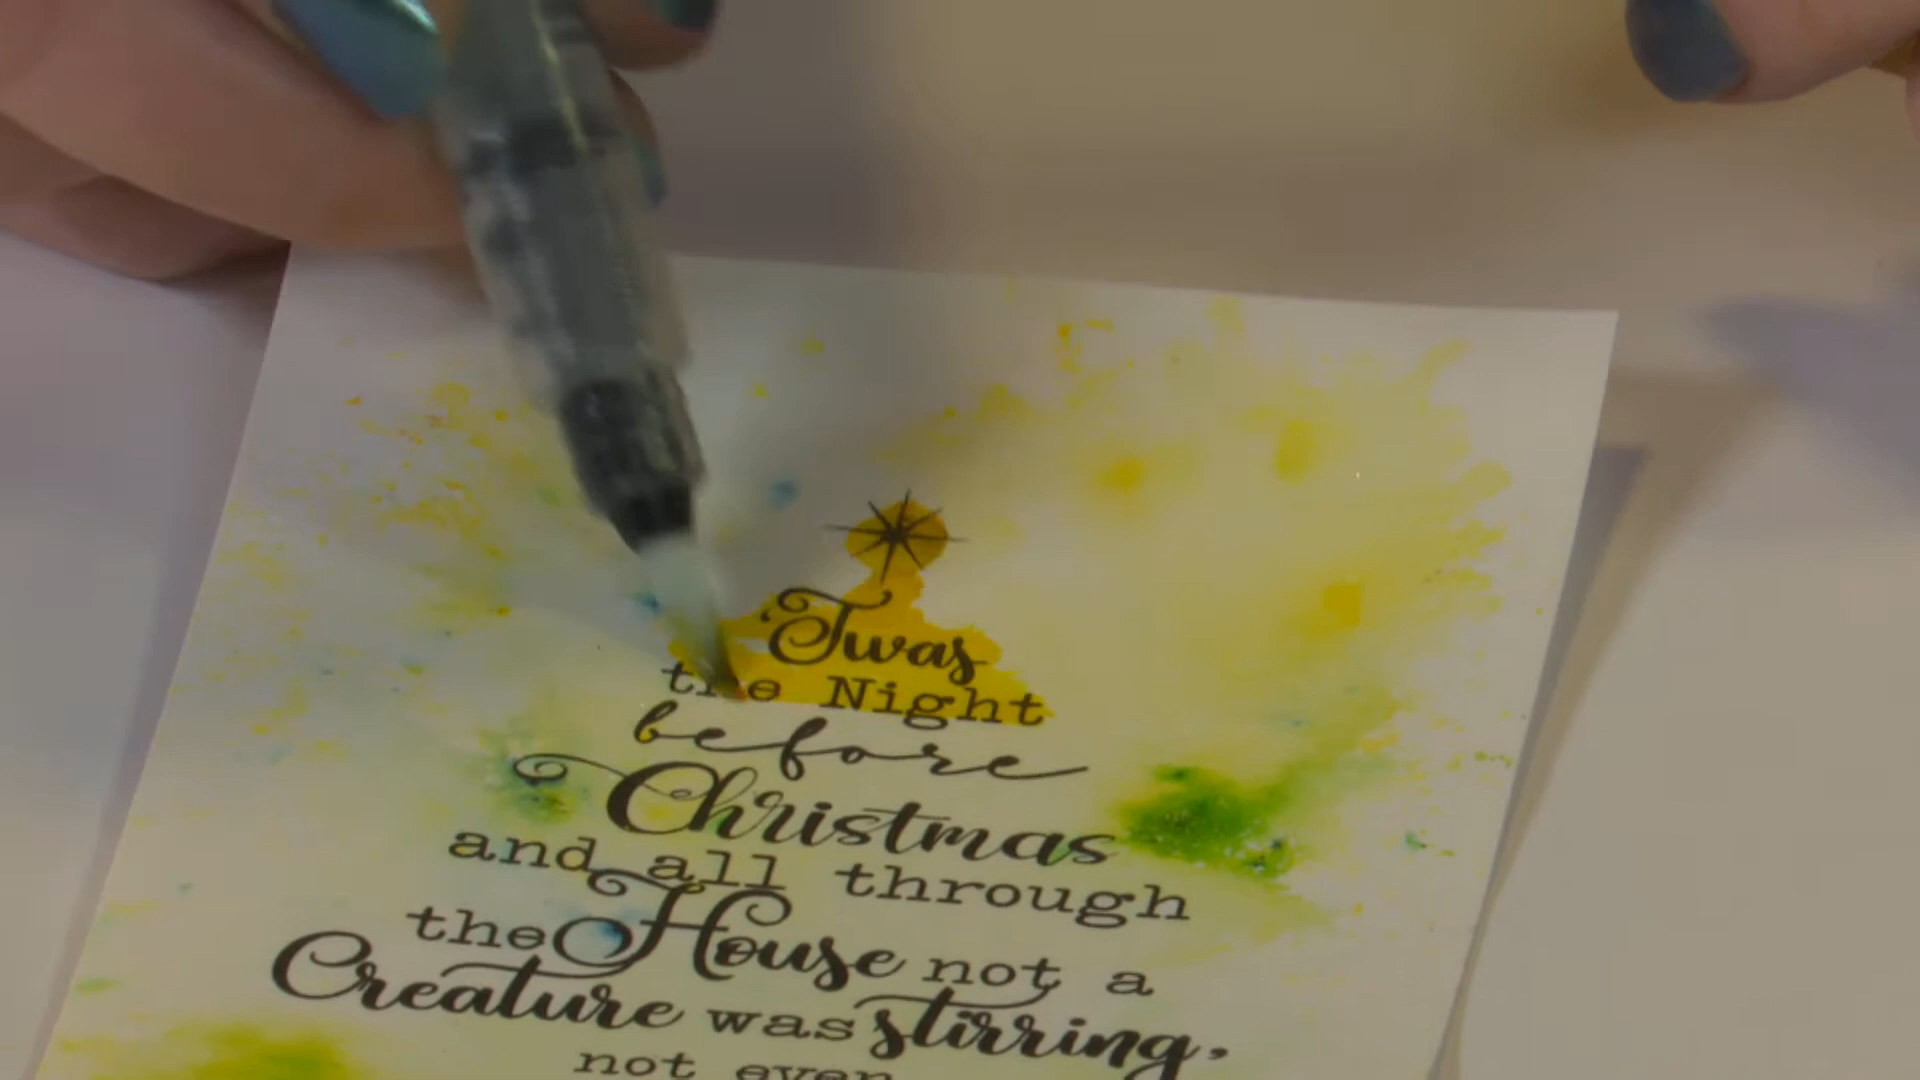 'Twas
the Night
before
Christmas
and all through
the House not a
Creature was stirring,
not even